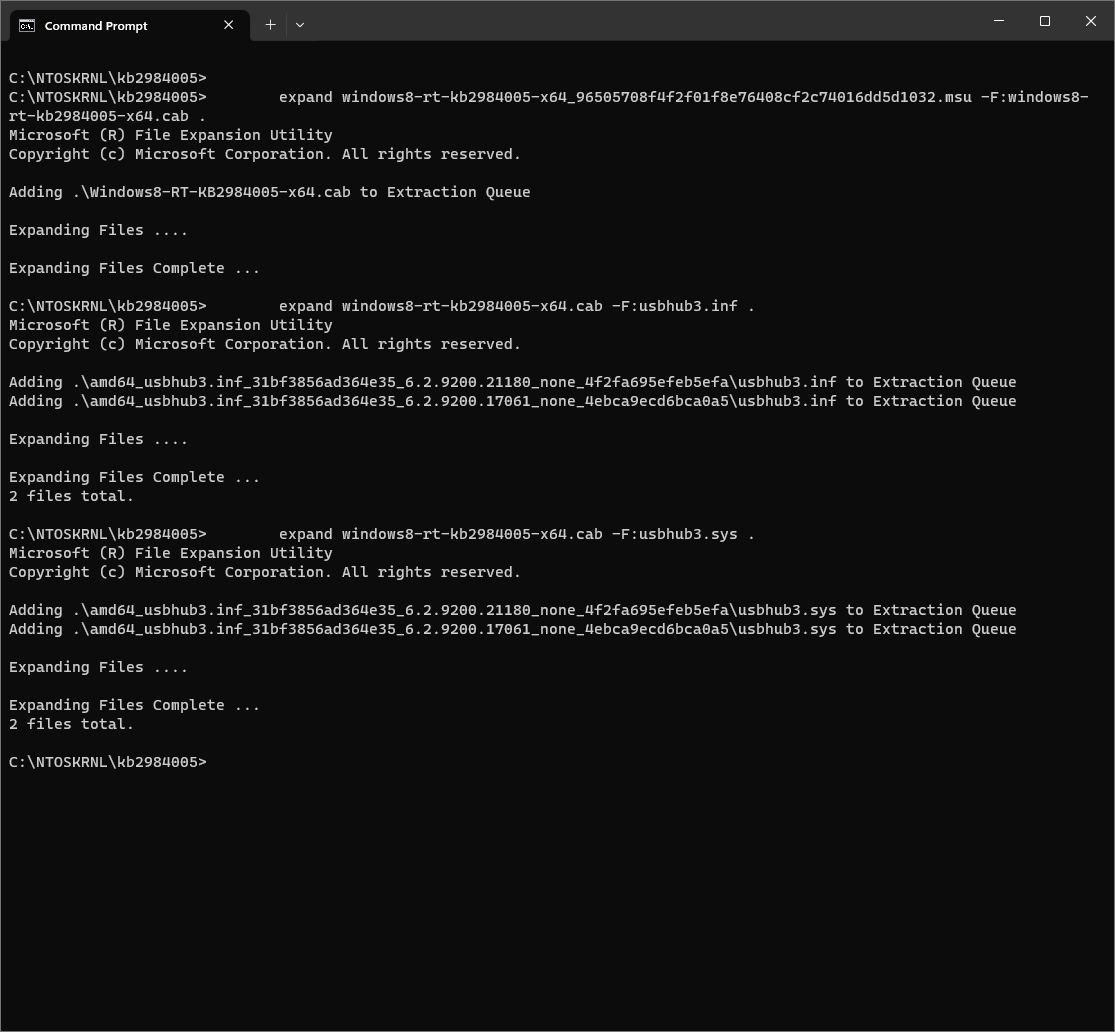 Command Prompt
C:\NTOSKRNL\kb2984005>
C:\NTOSKRNL\kb2984005>        expand windows8-rt-kb2984005-x64_96505708f4f2f01f8e76408cf2c74016dd5d1032.msu -F:windows8-
rt-kb2984005-x64.cab .
Microsoft (R) File Expansion Utility
Copyright (c) Microsoft Corporation. All rights reserved.
Adding .\Windows8-RT-KB2984005-x64.cab to Extraction Queue
Expanding Files ....
Expanding Files Complete ...
C:\NTOSKRNL\kb2984005>        expand windows8-rt-kb2984005-x64.cab -F:usbhub3.inf .
Microsoft (R) File Expansion Utility
Copyright (c) Microsoft Corporation. All rights reserved.
Adding .\amd64_usbhub3.inf_31bf3856ad364e35_6.2.9200.21180_none_4f2fa695efeb5efa\usbhub3.inf to Extraction Queue
Adding .\amd64_usbhub3.inf_31bf3856ad364e35_6.2.9200.17061_none_4ebca9ecd6bca0a5\usbhub3.inf to Extraction Queue
Expanding Files ....
Expanding Files Complete ...
2 files total.
C:\NTOSKRNL\kb2984005>        expand windows8-rt-kb2984005-x64.cab -F:usbhub3.sys .
Microsoft (R) File Expansion Utility
Copyright (c) Microsoft Corporation. All rights reserved.
Adding .\amd64_usbhub3.inf_31bf3856ad364e35_6.2.9200.21180_none_4f2fa695efeb5efa\usbhub3.sys to Extraction Queue
Adding .\amd64_usbhub3.inf_31bf3856ad364e35_6.2.9200.17061_none_4ebca9ecd6bca0a5\usbhub3.sys to Extraction Queue
Expanding Files ....
Expanding Files Complete ...
2 files total.
C:\NTOSKRNL\kb2984005>